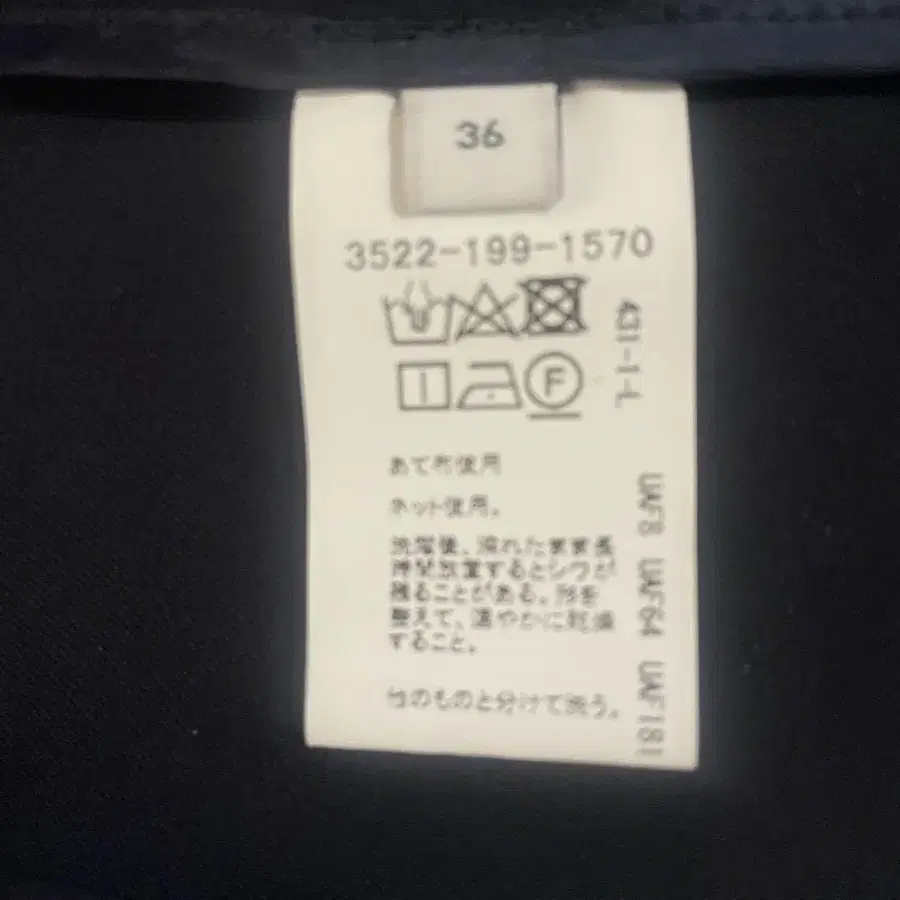 36
3522-199-1570
F
431-1-L
あて布使用
ネット使用。
洗濯後、濡れたまま長
時間放置するとシワが
残ることがある。形を
整えて、速やかに乾燥
すること。
他のものと分けて洗う。
UAF8 UAF64 UAF181